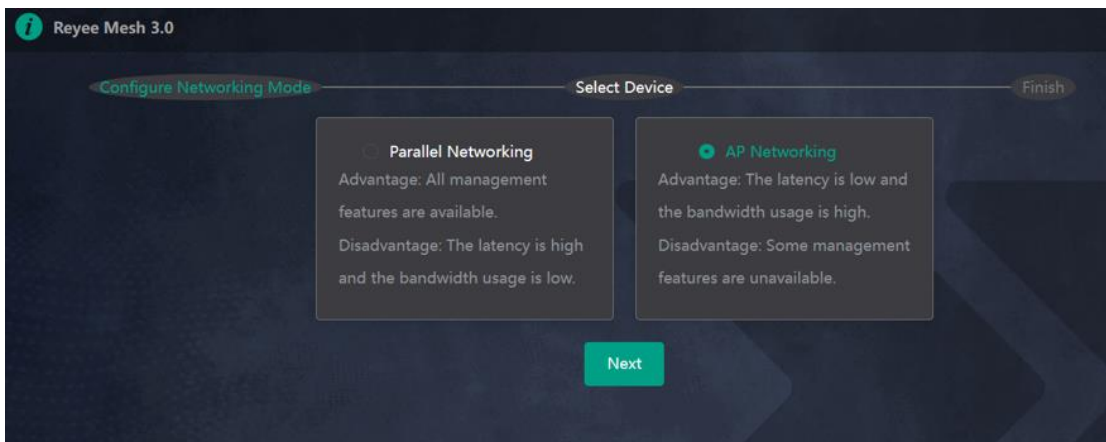 Reyee Mesh 3.0
Configure Networking Mode
Select Device
Finish
Parallel Networking
Advantage: All management
features are available.
Disadvantage: The latency is high
and the bandwidth usage is low.
AP Networking
Advantage: The latency is low and
the bandwidth usage is high.
Disadvantage: Some management
features are unavailable.
Next